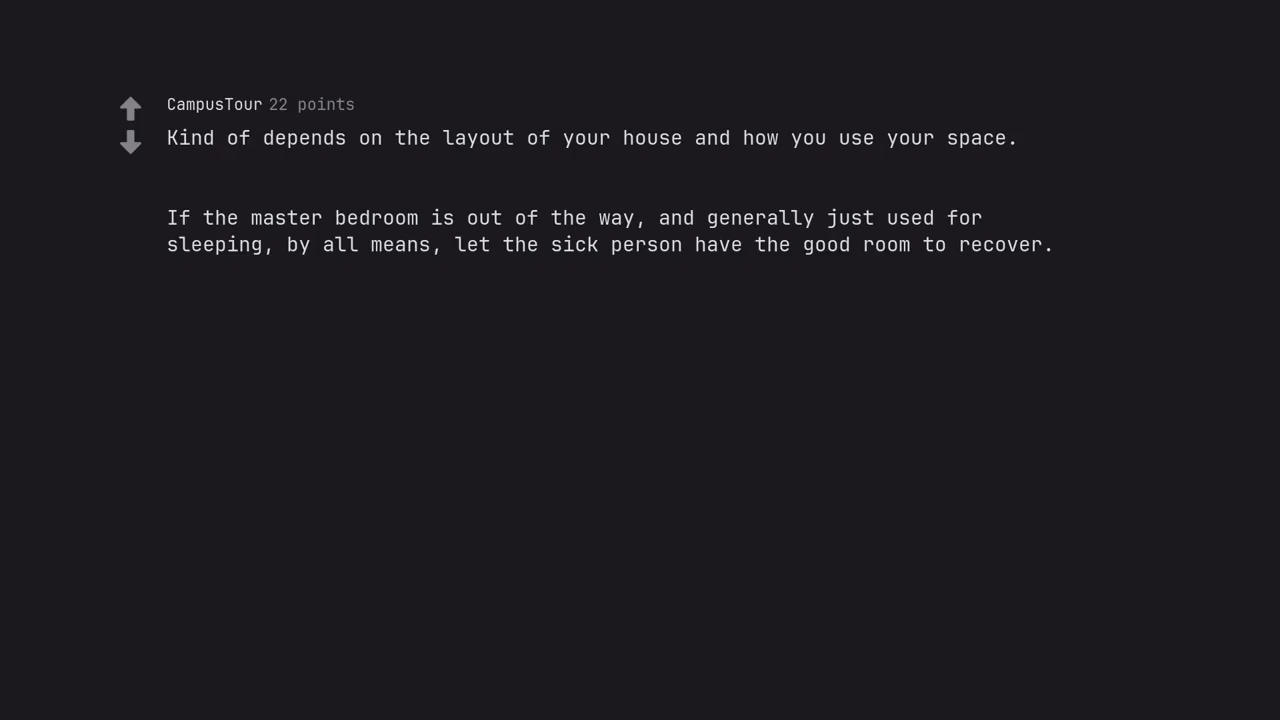 CampusTour 22 points
Kind of depends on the layout of your house and how you use your space.
If the master bedroom is out of the way, and generally just used for
sleeping, by all means, let the sick person have the good room to recover.